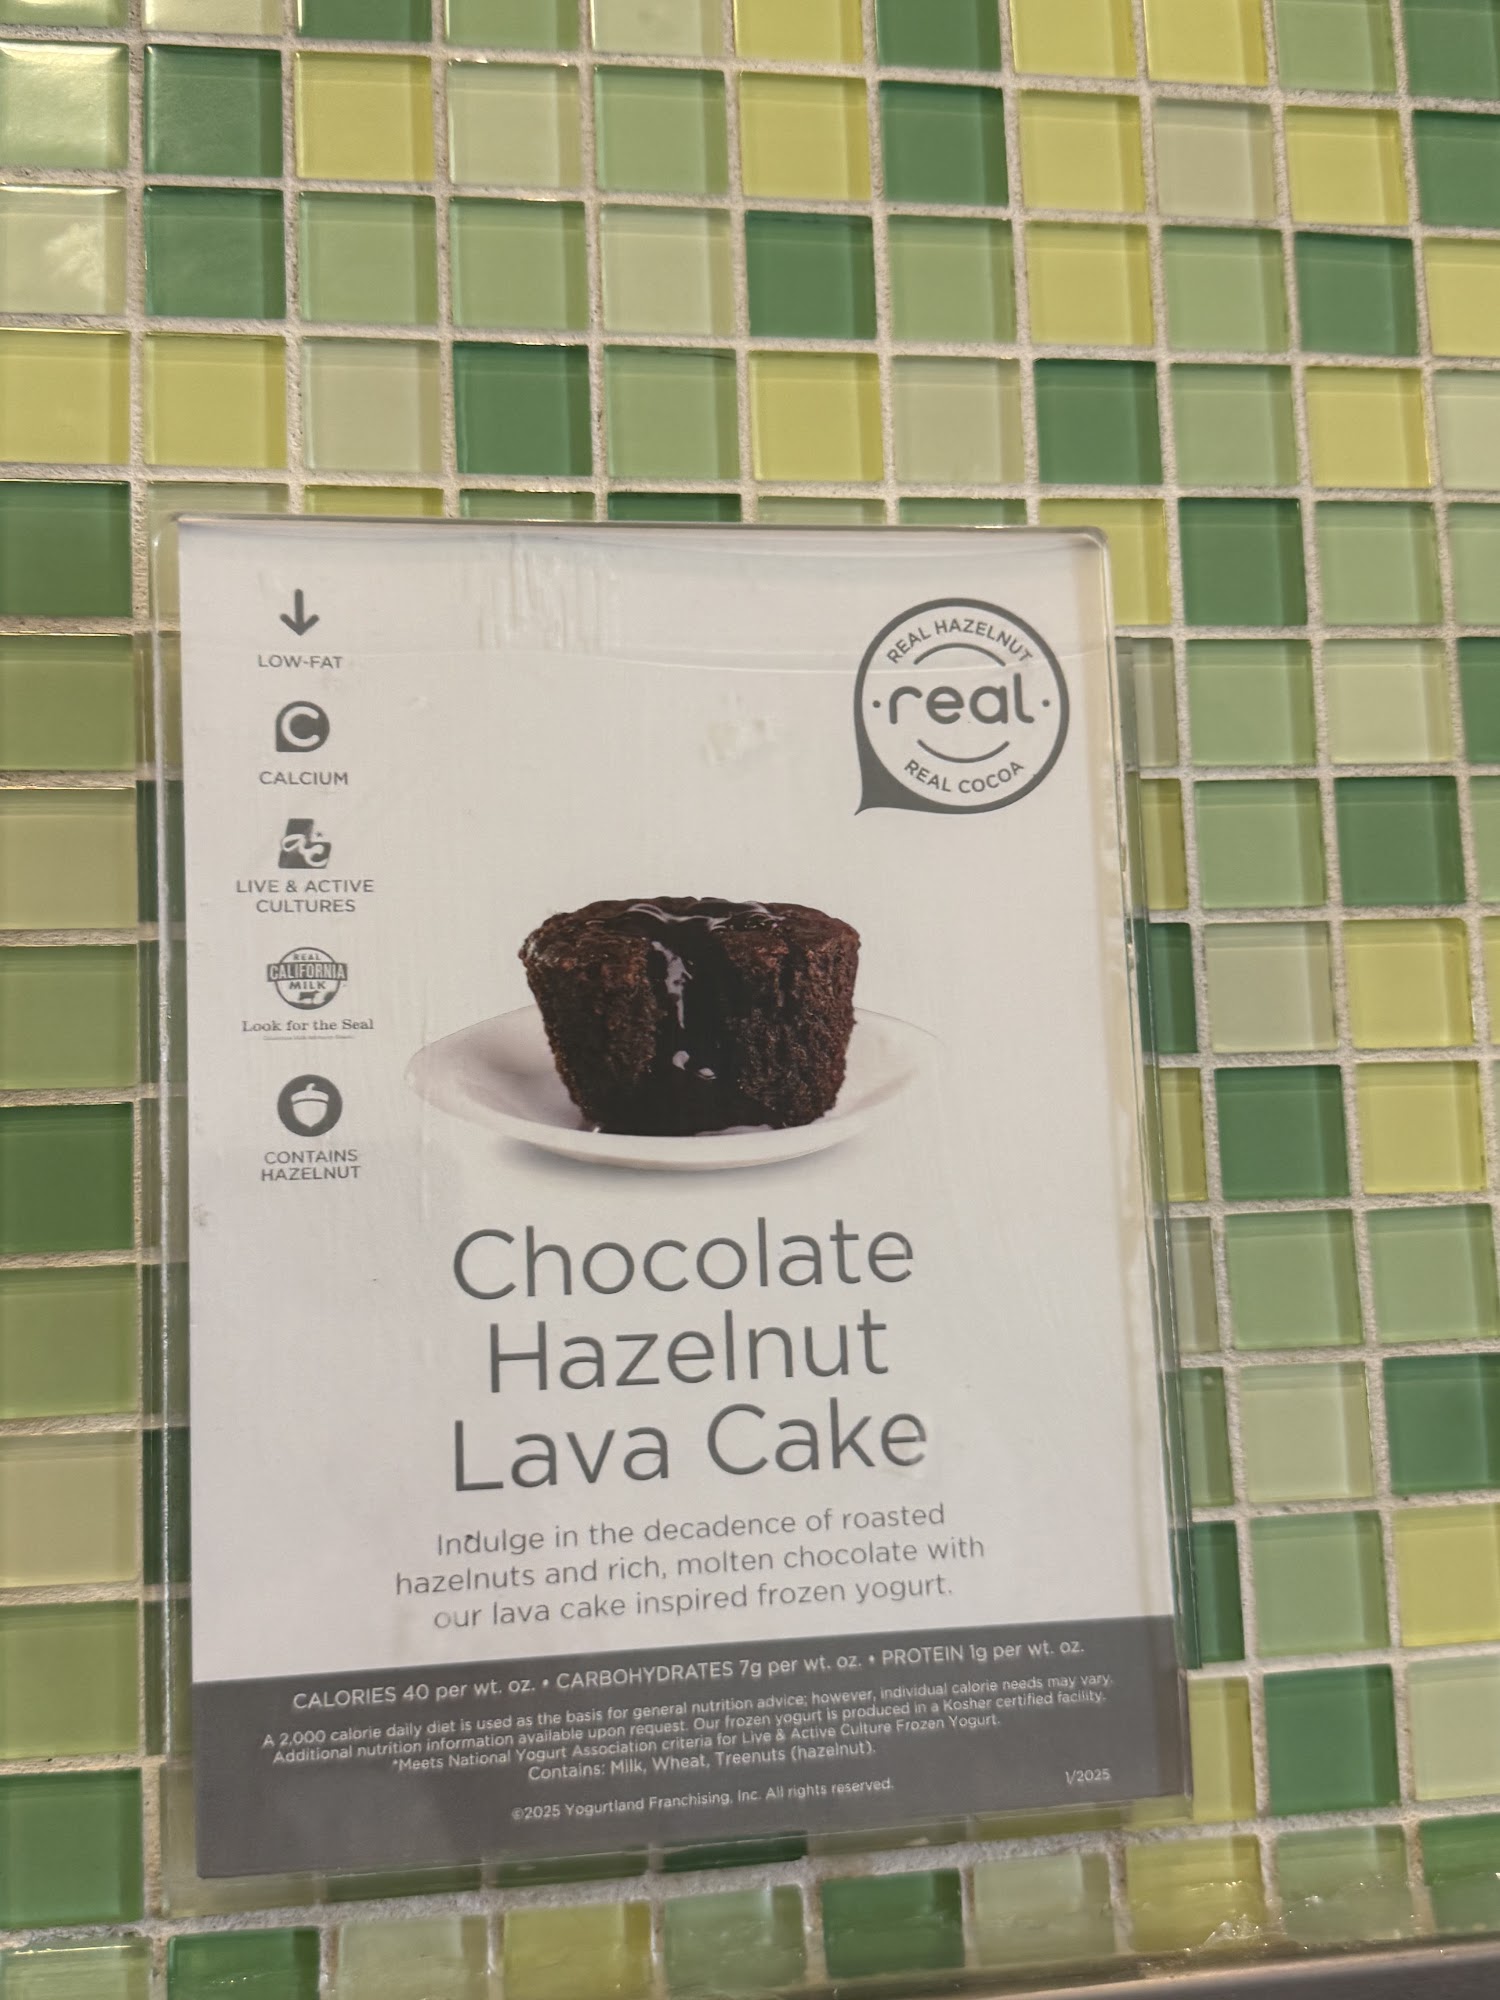 LOW-FAT
CALCIUM
LIVE & ACTIVE
CULTURES
REAL
CALIFORNIA
MILK
Look for the Seal
CONTAINS
HAZELNUT
REAL HAZELNUT
real
REAL COCOA
Chocolate
Hazelnut
Lava Cake
Indulge in the decadence of roasted
hazelnuts and rich, molten chocolate with
our lava cake inspired frozen yogurt.
CALORIES 40 per wt. oz. • CARBOHYDRATES 7g per wt. oz. • PROTEIN 1g per wt. oz.
A 2,000 calorie daily diet is used as the basis for general nutrition advice; however, individual calorie needs may vary.
Additional nutrition information available upon request. Our frozen yogurt is produced in a Kosher certified facility.
*Meets National Yogurt Association criteria for Live & Active Culture Frozen Yogurt.
Contains: Milk, Wheat, Treenuts (hazelnut).
©2025 Yogurtland Franchising, Inc. All rights reserved.
1/2025